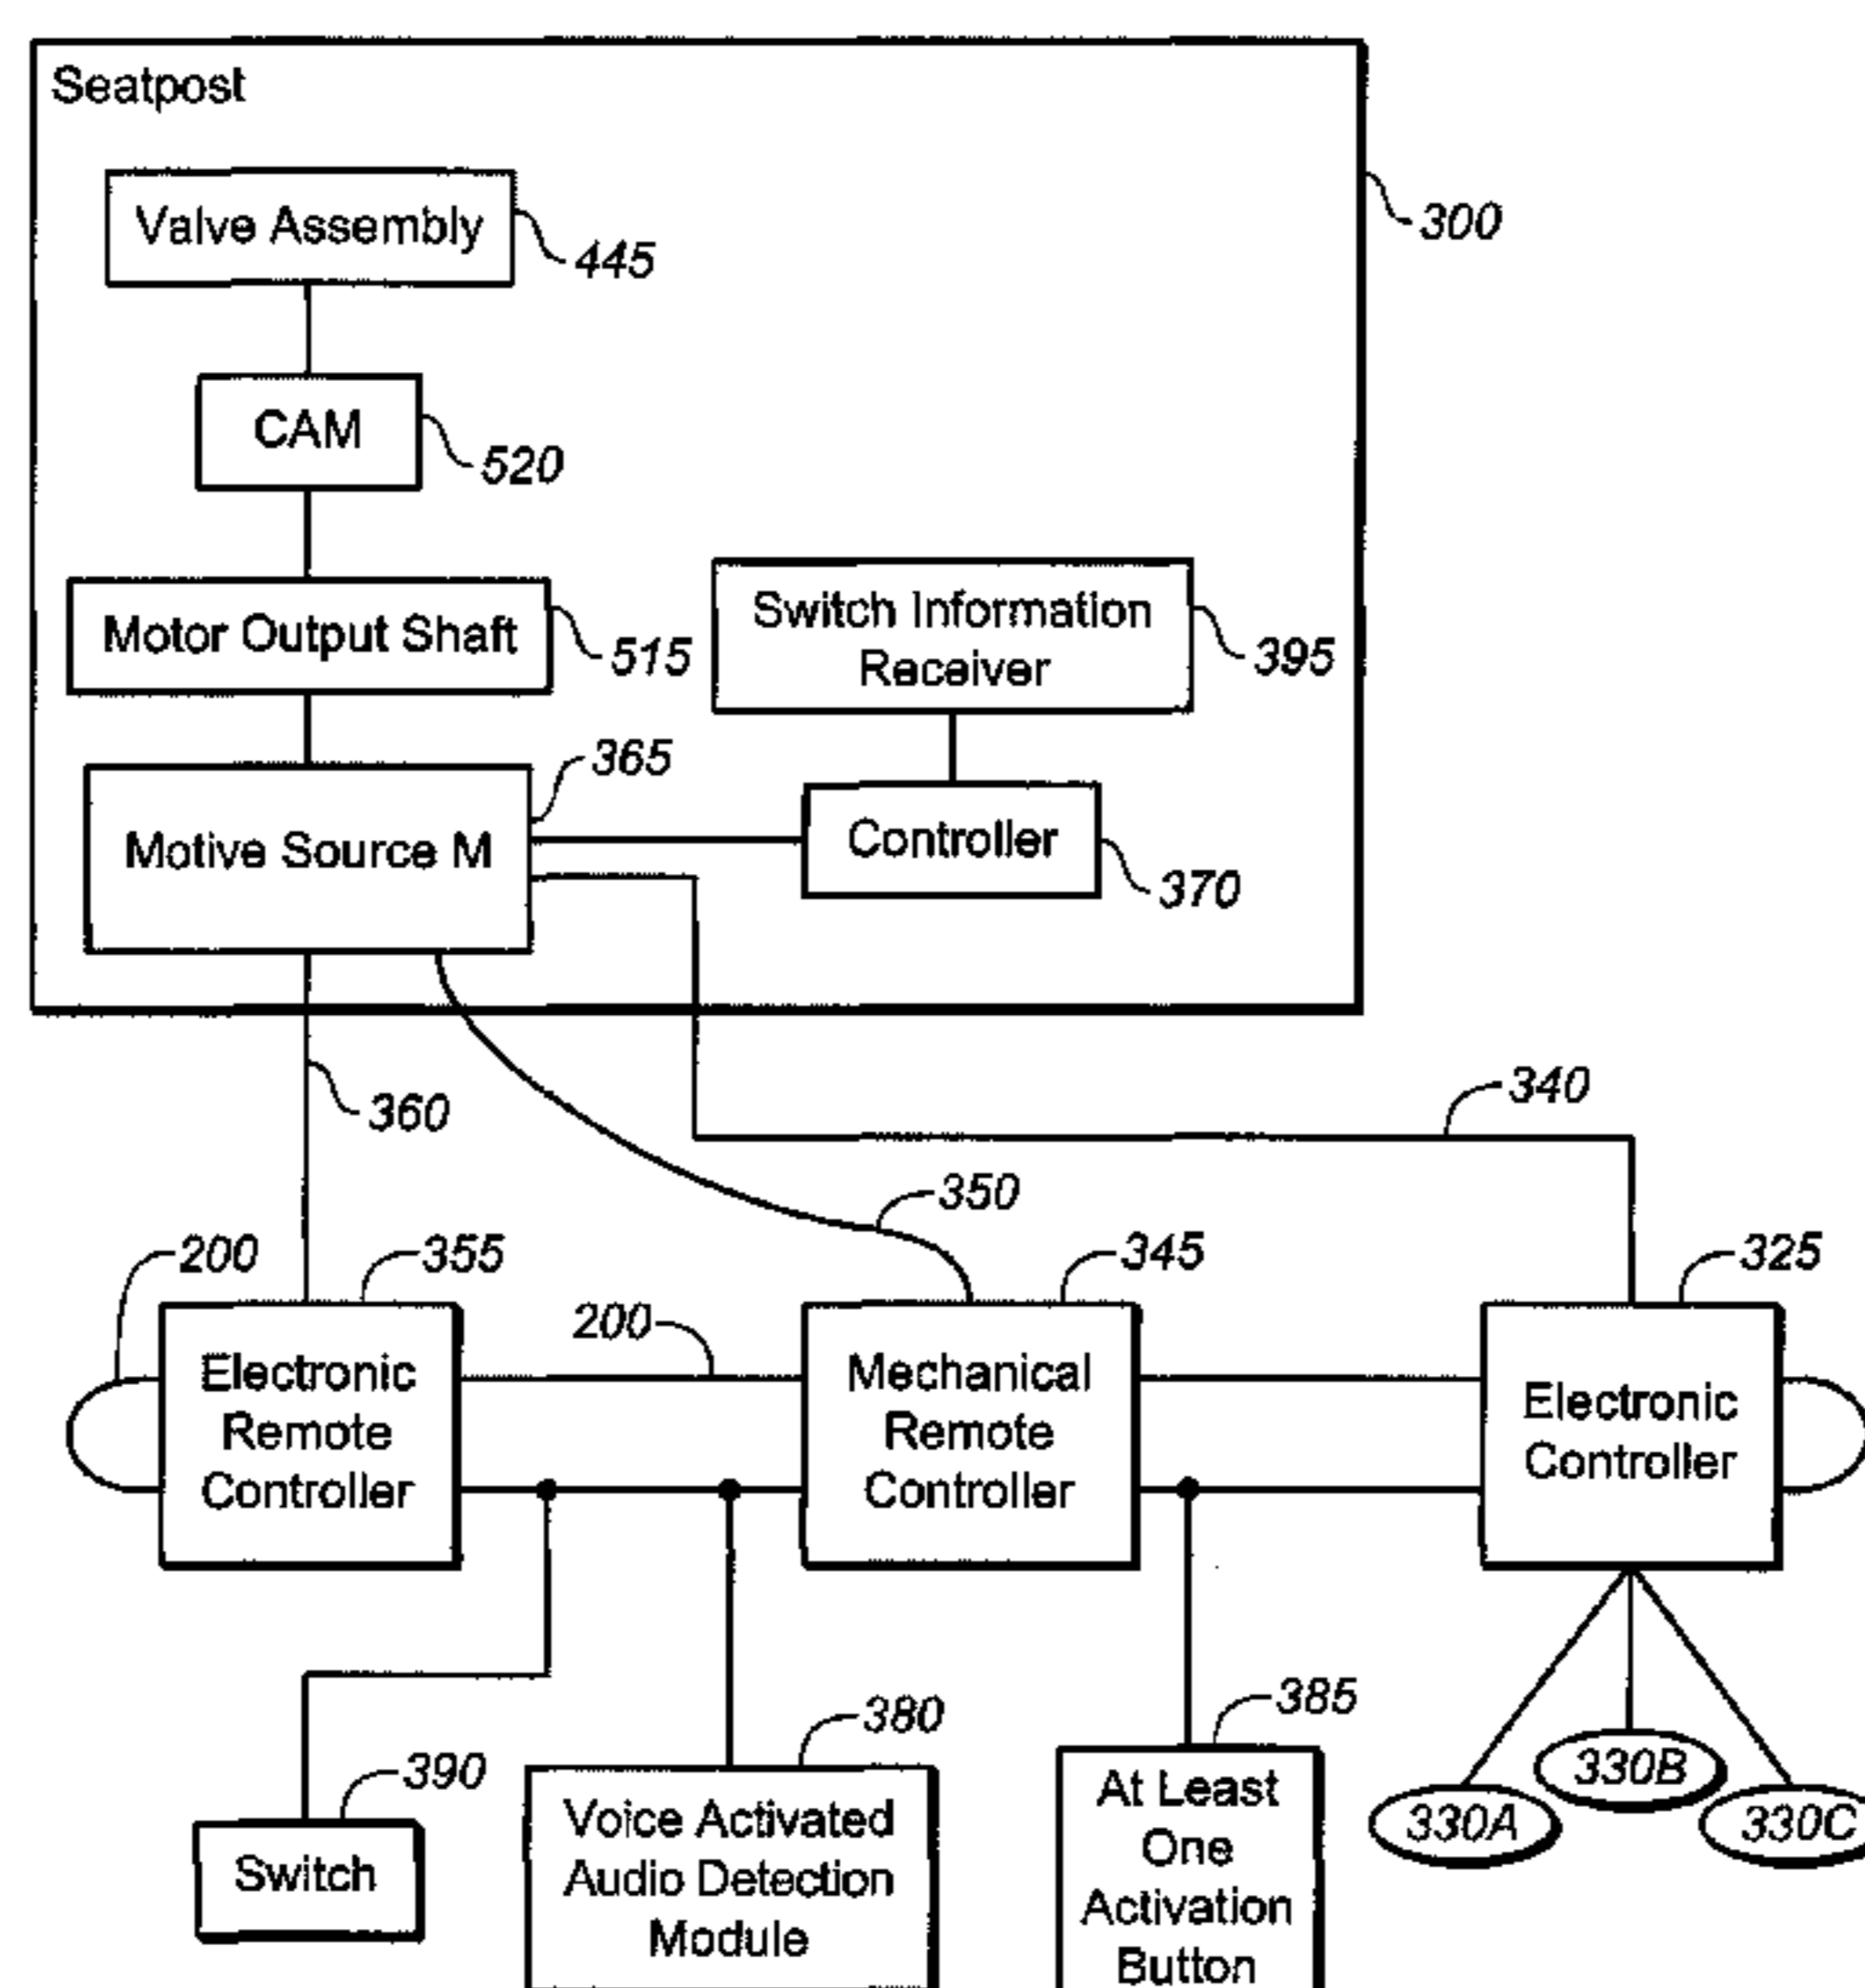 Seatpost
300
Valve Assembly
445
CAM
520
Motor Output Shaft
515
Switch Information
Receiver
395
365
Motive Source M
Controller
370
360
340
350
200
355
200
345
325
Electronic
Remote
Controller
Mechanical
Remote
Controller
Electronic
Controller
390
Switch
380
Voice Activated
Audio Detection
Module
385
At Least
One
Activation
Button
330A
330B
330C